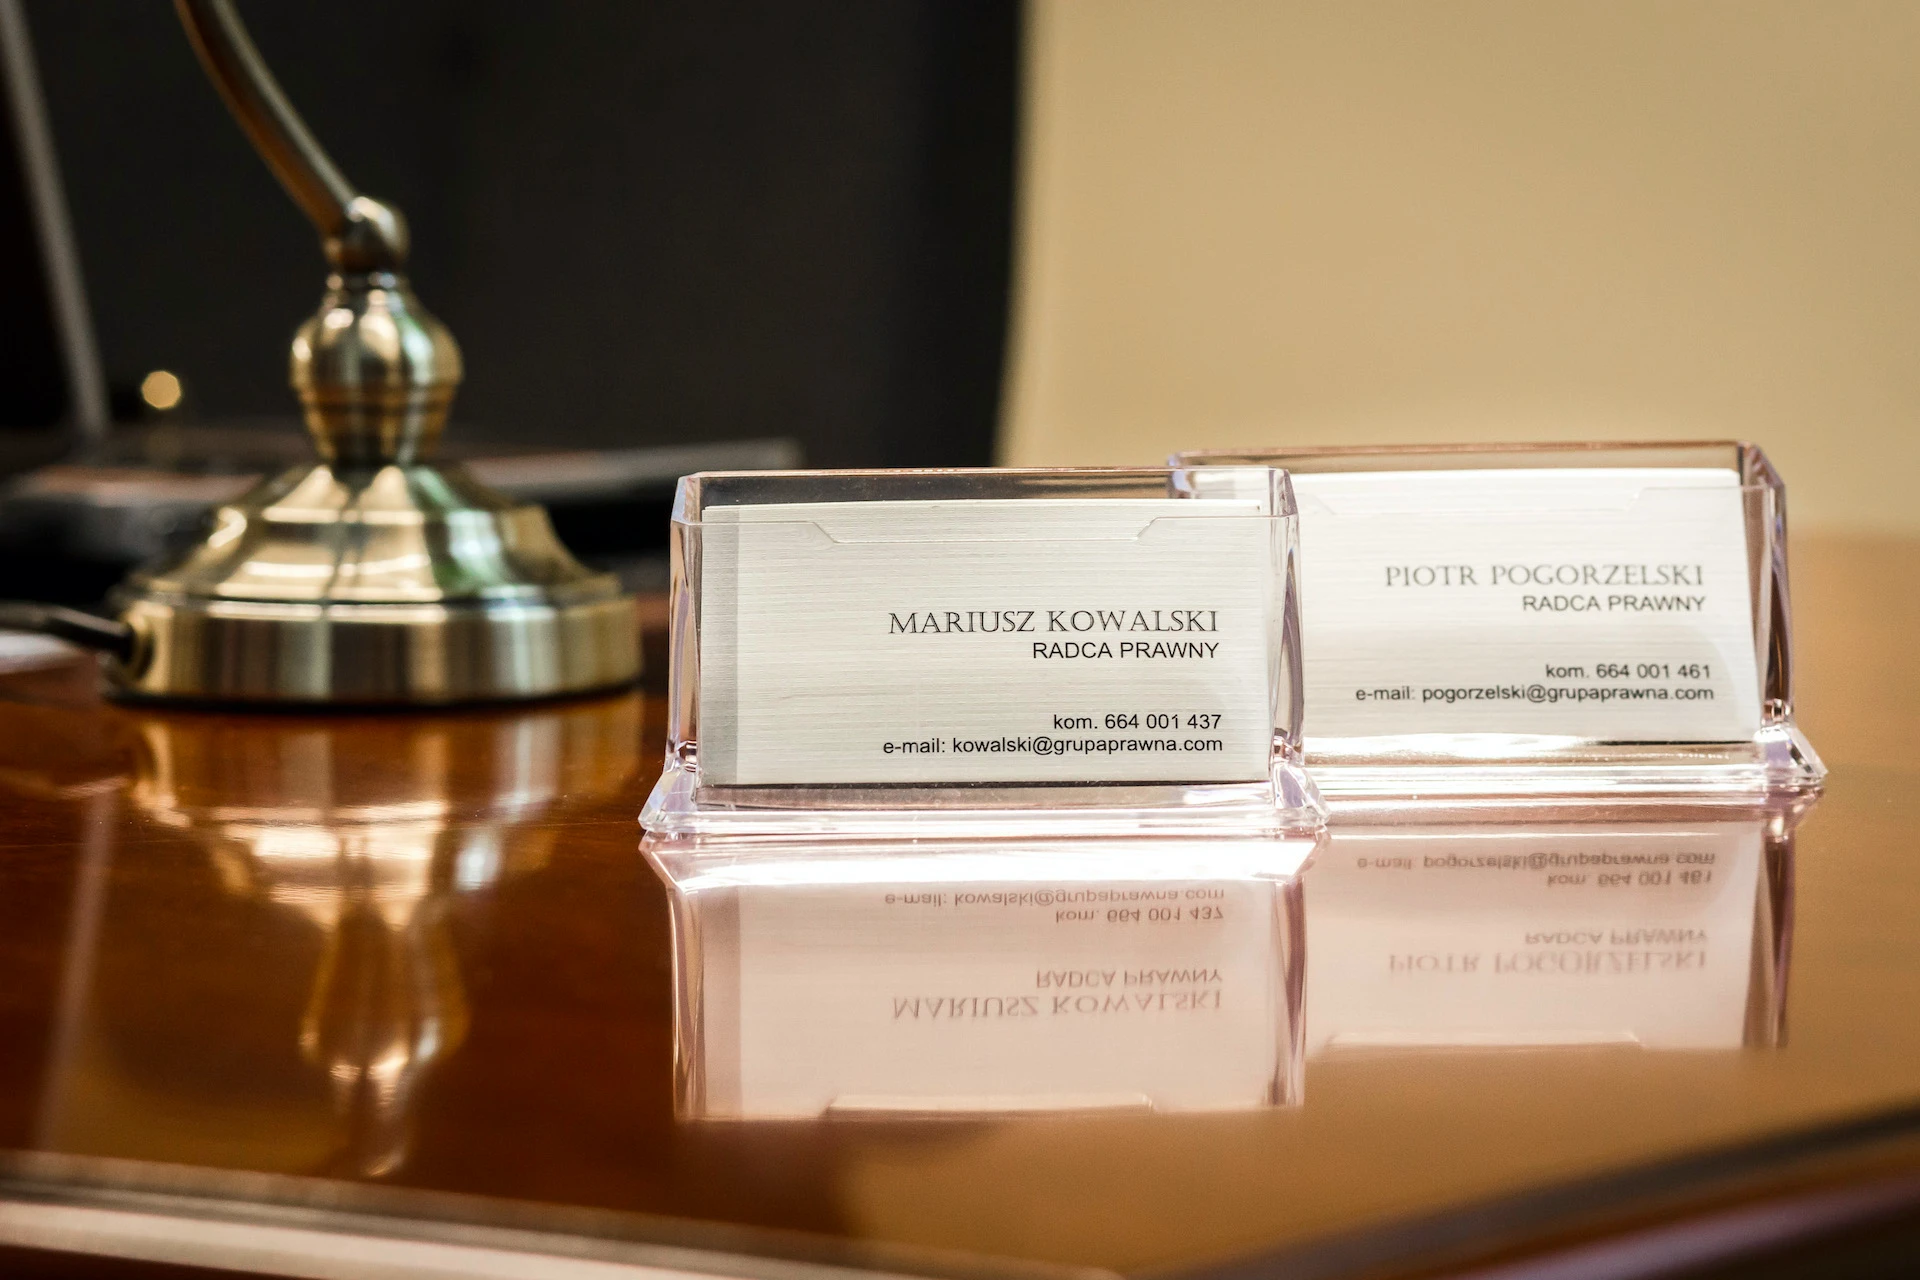 MARIUSZ KOWALSKI
RADCA PRAWNY
kom. 664 001 437
e-mail: kowalski@grupaprawna.com
PIOTR POGORZELSKI
RADCA PRAWNY
kom. 664 001 461
e-mail: pogorzelski@grupaprawna.com